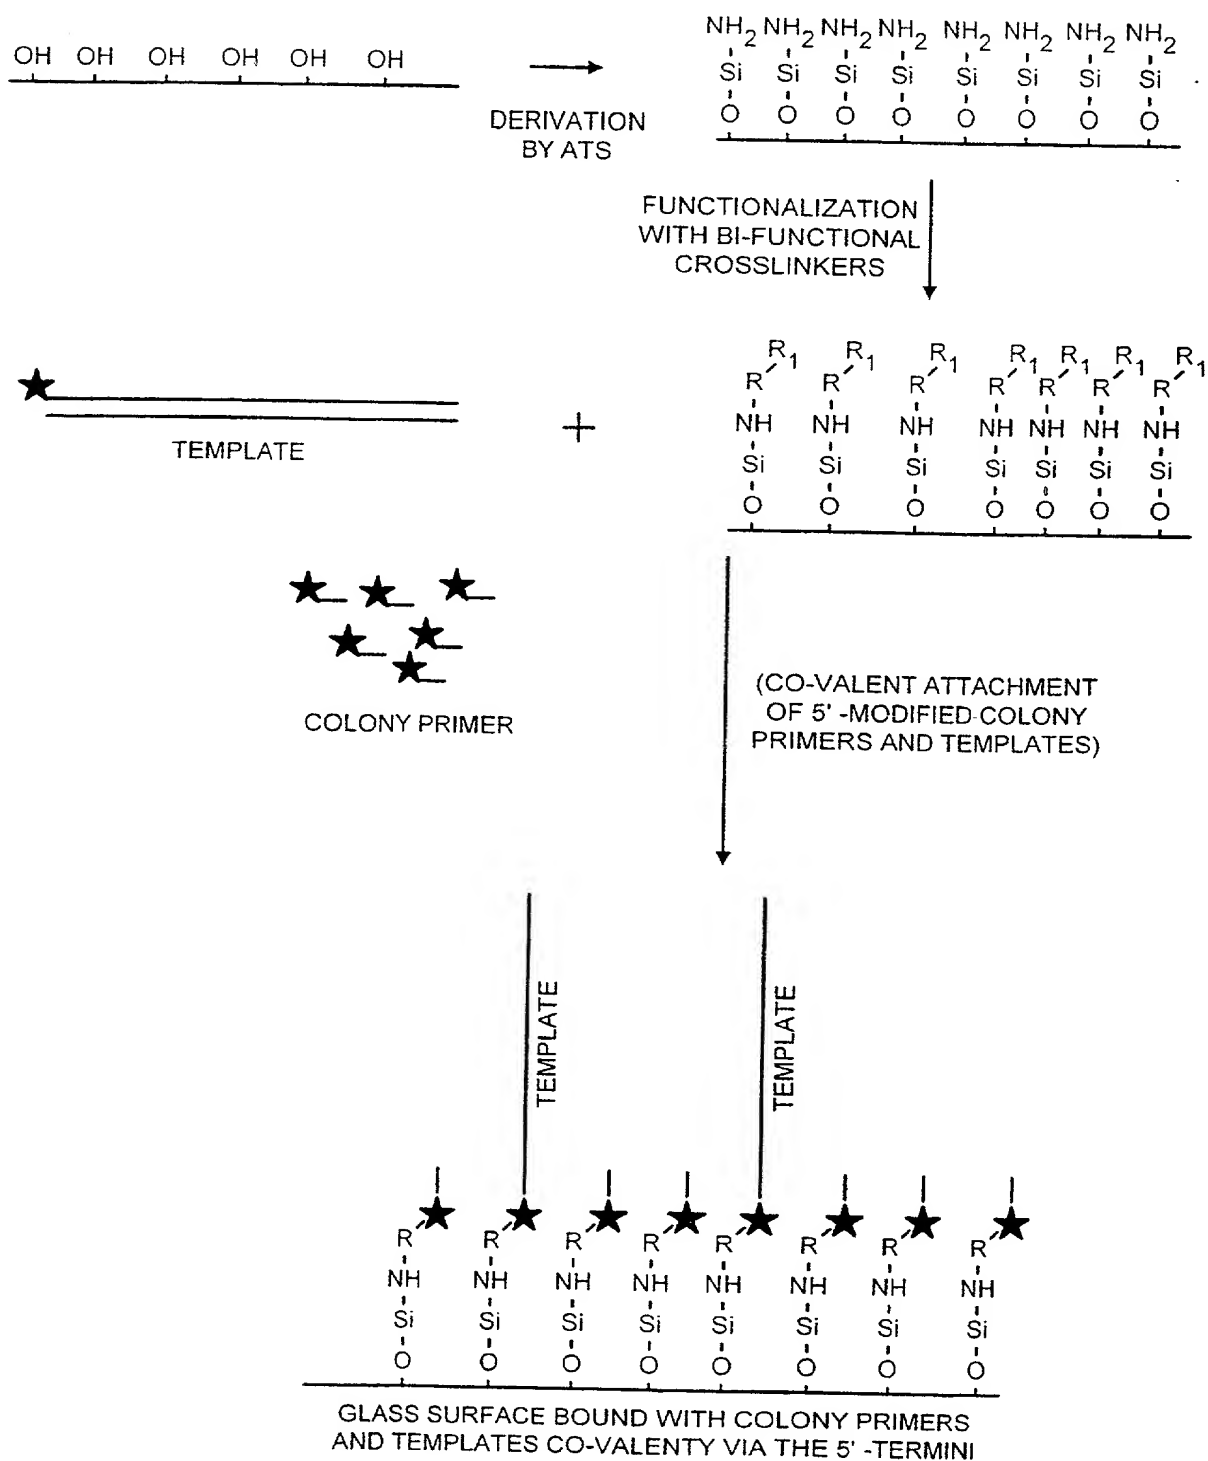 OH OH OH OH OH OH
NH2 NH2 NH2 NH2 NH2 NH2 NH2 NH2
Si Si Si Si Si Si Si Si
O O O O O O O O
DERIVATION
BY ATS
FUNCTIONALIZATION
WITH BI-FUNCTIONAL
CROSSLINKERS
R1 R1 R1 R1 R1 R1 R1
R R R R R R R
NH NH NH NH NH NH NH
Si Si Si Si Si Si Si
O O O O O O O
TEMPLATE
+
COLONY PRIMER
(CO-VALENT ATTACHMENT
OF 5' -MODIFIED-COLONY
PRIMERS AND TEMPLATES)
TEMPLATE
TEMPLATE
R R R R R R R R
NH NH NH NH NH NH NH NH
Si Si Si Si Si Si Si Si
O O O O O O O O
GLASS SURFACE BOUND WITH COLONY PRIMERS
AND TEMPLATES CO-VALENTY VIA THE 5' -TERMINI